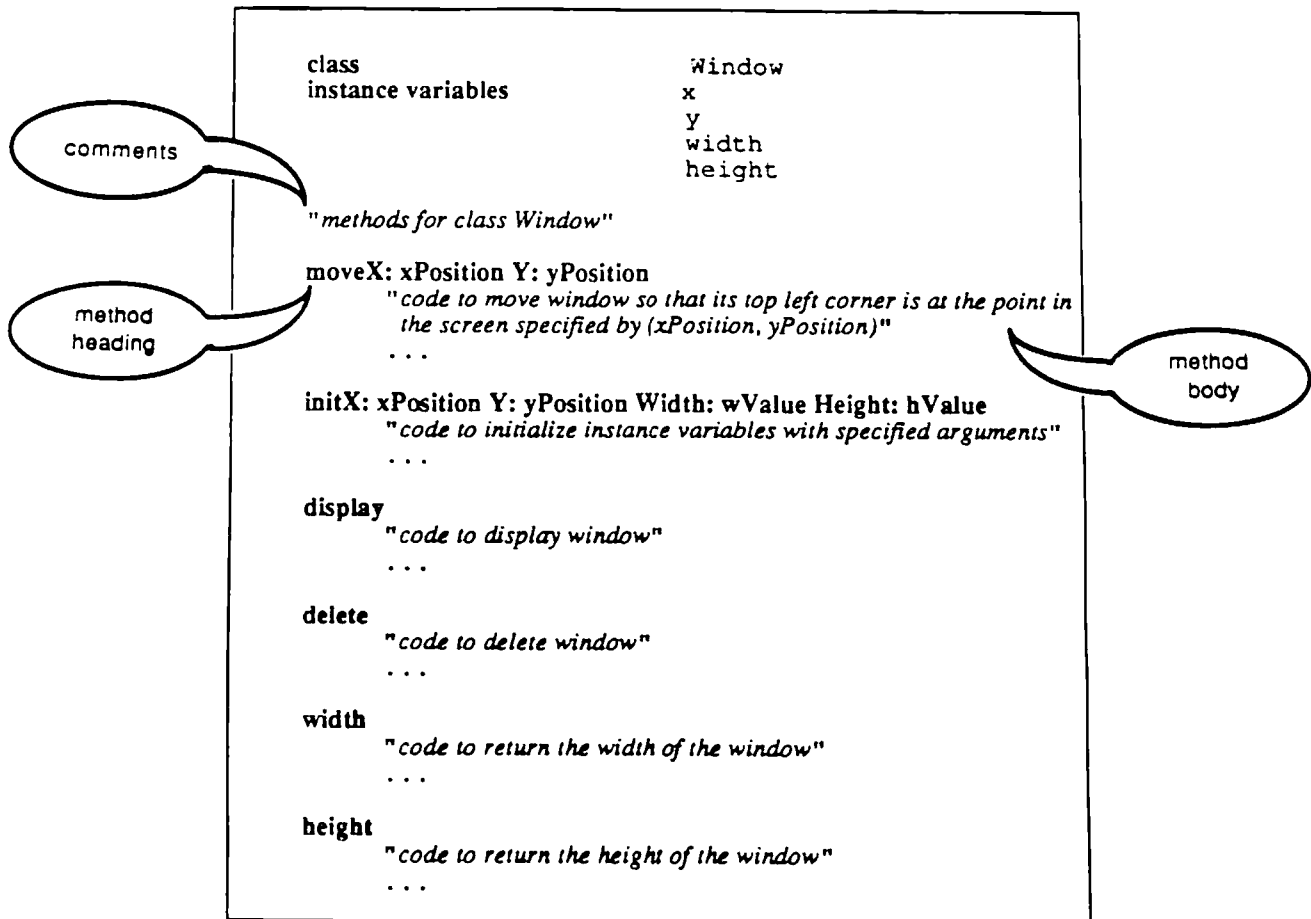 class Window
instance variables x
y
width
height
comments
"methods for class Window"
moveX: xPosition Y: yPosition
"code to move window so that its top left corner is at the point in
the screen specified by (xPosition, yPosition)"
. . .
method
heading
method
body
initX: xPosition Y: yPosition Width: wValue Height: hValue
"code to initialize instance variables with specified arguments"
. . .
display
"code to display window"
. . .
delete
"code to delete window"
. . .
width
"code to return the width of the window"
. . .
height
"code to return the height of the window"
. . .